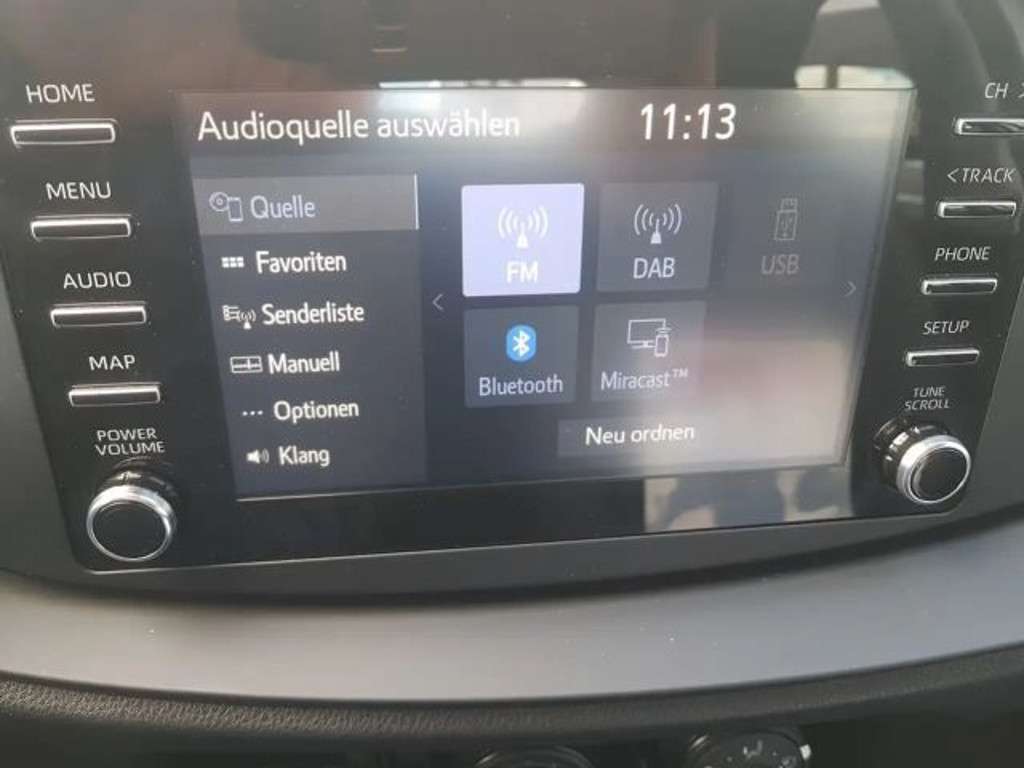 HOME
MENU
AUDIO
MAP
POWER
VOLUME
Audioquelle auswählen 11:13
Quelle
Favoriten
Senderliste
Manuell
Optionen
Klang
< FM DAB USB >
Bluetooth Miracast™
Neu ordnen
CH >
< TRACK
PHONE
SETUP
TUNE
SCROLL